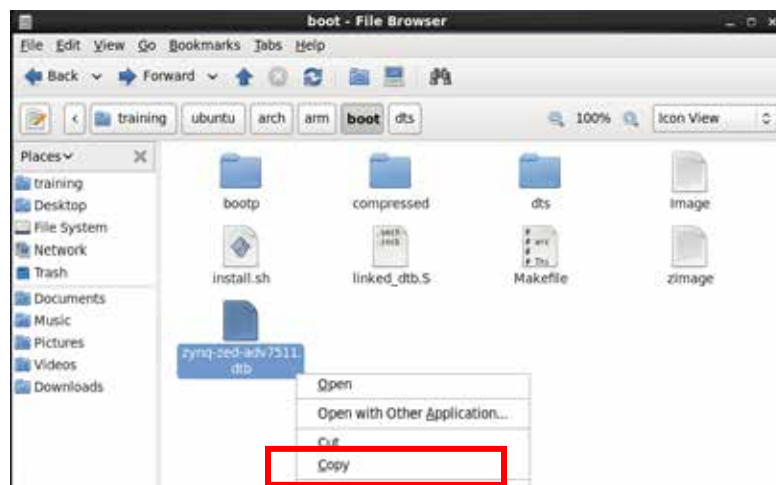 boot - File Browser
File Edit View Go Bookmarks Tabs Help
Back Forward
training ubuntu arch arm boot dts 100% Icon View
Places
training
Desktop
File System
Network
Trash
Documents
Music
Pictures
Videos
Downloads
bootp compressed dts Image
install.sh linked_dtb.S Makefile zImage
zynq-zed-adv7511.
dtb
Open
Open with Other Application...
Cut
Copy